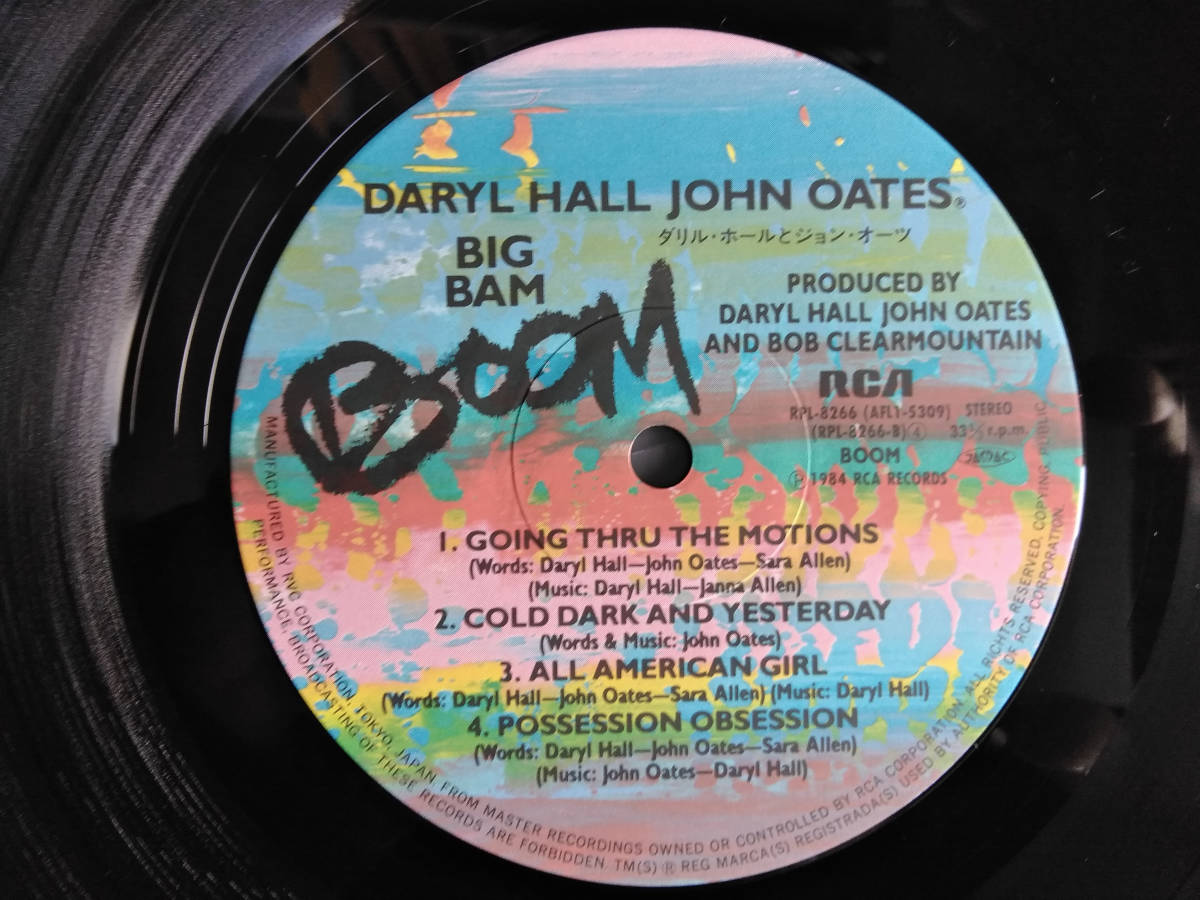 DARYL HALL JOHN OATES®
ダリル・ホールとジョン・オーツ
BIG
BAM
BOOM
PRODUCED BY
DARYL HALL JOHN OATES
AND BOB CLEARMOUNTAIN
RCA
RPL-8266 (AFL1-5309) STEREO
(RPL-8266-B) ④ 33⅓ r.p.m.
BOOM JASRAC
Ⓟ 1984 RCA RECORDS
1. GOING THRU THE MOTIONS
(Words: Daryl Hall—John Oates—Sara Allen)
(Music: Daryl Hall—Janna Allen)
2. COLD DARK AND YESTERDAY
(Words & Music: John Oates)
3. ALL AMERICAN GIRL
(Words: Daryl Hall—John Oates—Sara Allen) (Music: Daryl Hall)
4. POSSESSION OBSESSION
(Words: Daryl Hall—John Oates—Sara Allen)
(Music: John Oates—Daryl Hall)
MANUFACTURED BY RVC CORPORATION, TOKYO, JAPAN FROM MASTER RECORDINGS OWNED OR CONTROLLED BY RCA CORPORATION ALL RIGHTS RESERVED, COPYING, PUBLIC
PERFORMANCE, BROADCASTING OF THESE RECORDS ARE FORBIDDEN. TM(S) ® REG MARCA(S) REGISTRADA(S) USED BY AUTHORITY OF RCA CORPORATION.